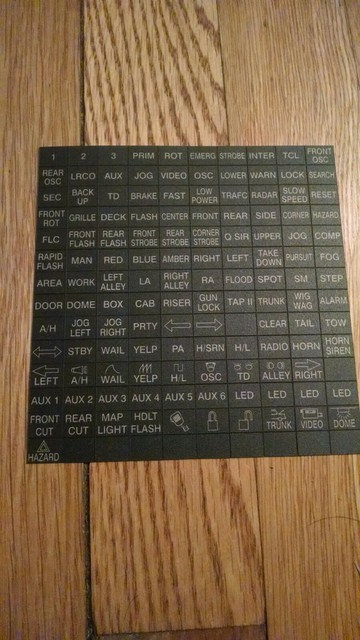 1 2 3 PRIM ROT EMERG STROBE INTER TCL FRONT OSC
REAR OSC LRCO AUX JOG VIDEO OSC LOWER WARN LOCK SEARCH
SEC BACK UP TD BRAKE FAST LOW POWER TRAFC RADAR SLOW SPEED RESET
FRONT ROT GRILLE DECK FLASH CENTER FRONT REAR SIDE CORNER HAZARD
FLC FRONT FLASH REAR FLASH FRONT STROBE REAR STROBE CORNER STROBE Q SIR UPPER JOG COMP
RAPID FLASH MAN RED BLUE AMBER RIGHT LEFT TAKE DOWN PURSUIT FOG
AREA WORK LEFT ALLEY LA RIGHT ALLEY RA FLOOD SPOT SM STEP
DOOR DOME BOX CAB RISER GUN LOCK TAP II TRUNK WIG WAG ALARM
A/H JOG LEFT JOG RIGHT PRTY CLEAR TAIL TOW
STBY WAIL YELP PA H/SRN H/L RADIO HORN HORN SIREN
LEFT A/H WAIL YELP H/L OSC TD ALLEY RIGHT
AUX 1 AUX 2 AUX 3 AUX 4 AUX 5 AUX 6 LED LED LED LED
FRONT CUT REAR CUT MAP LIGHT HDLT FLASH TRUNK VIDEO DOME
HAZARD